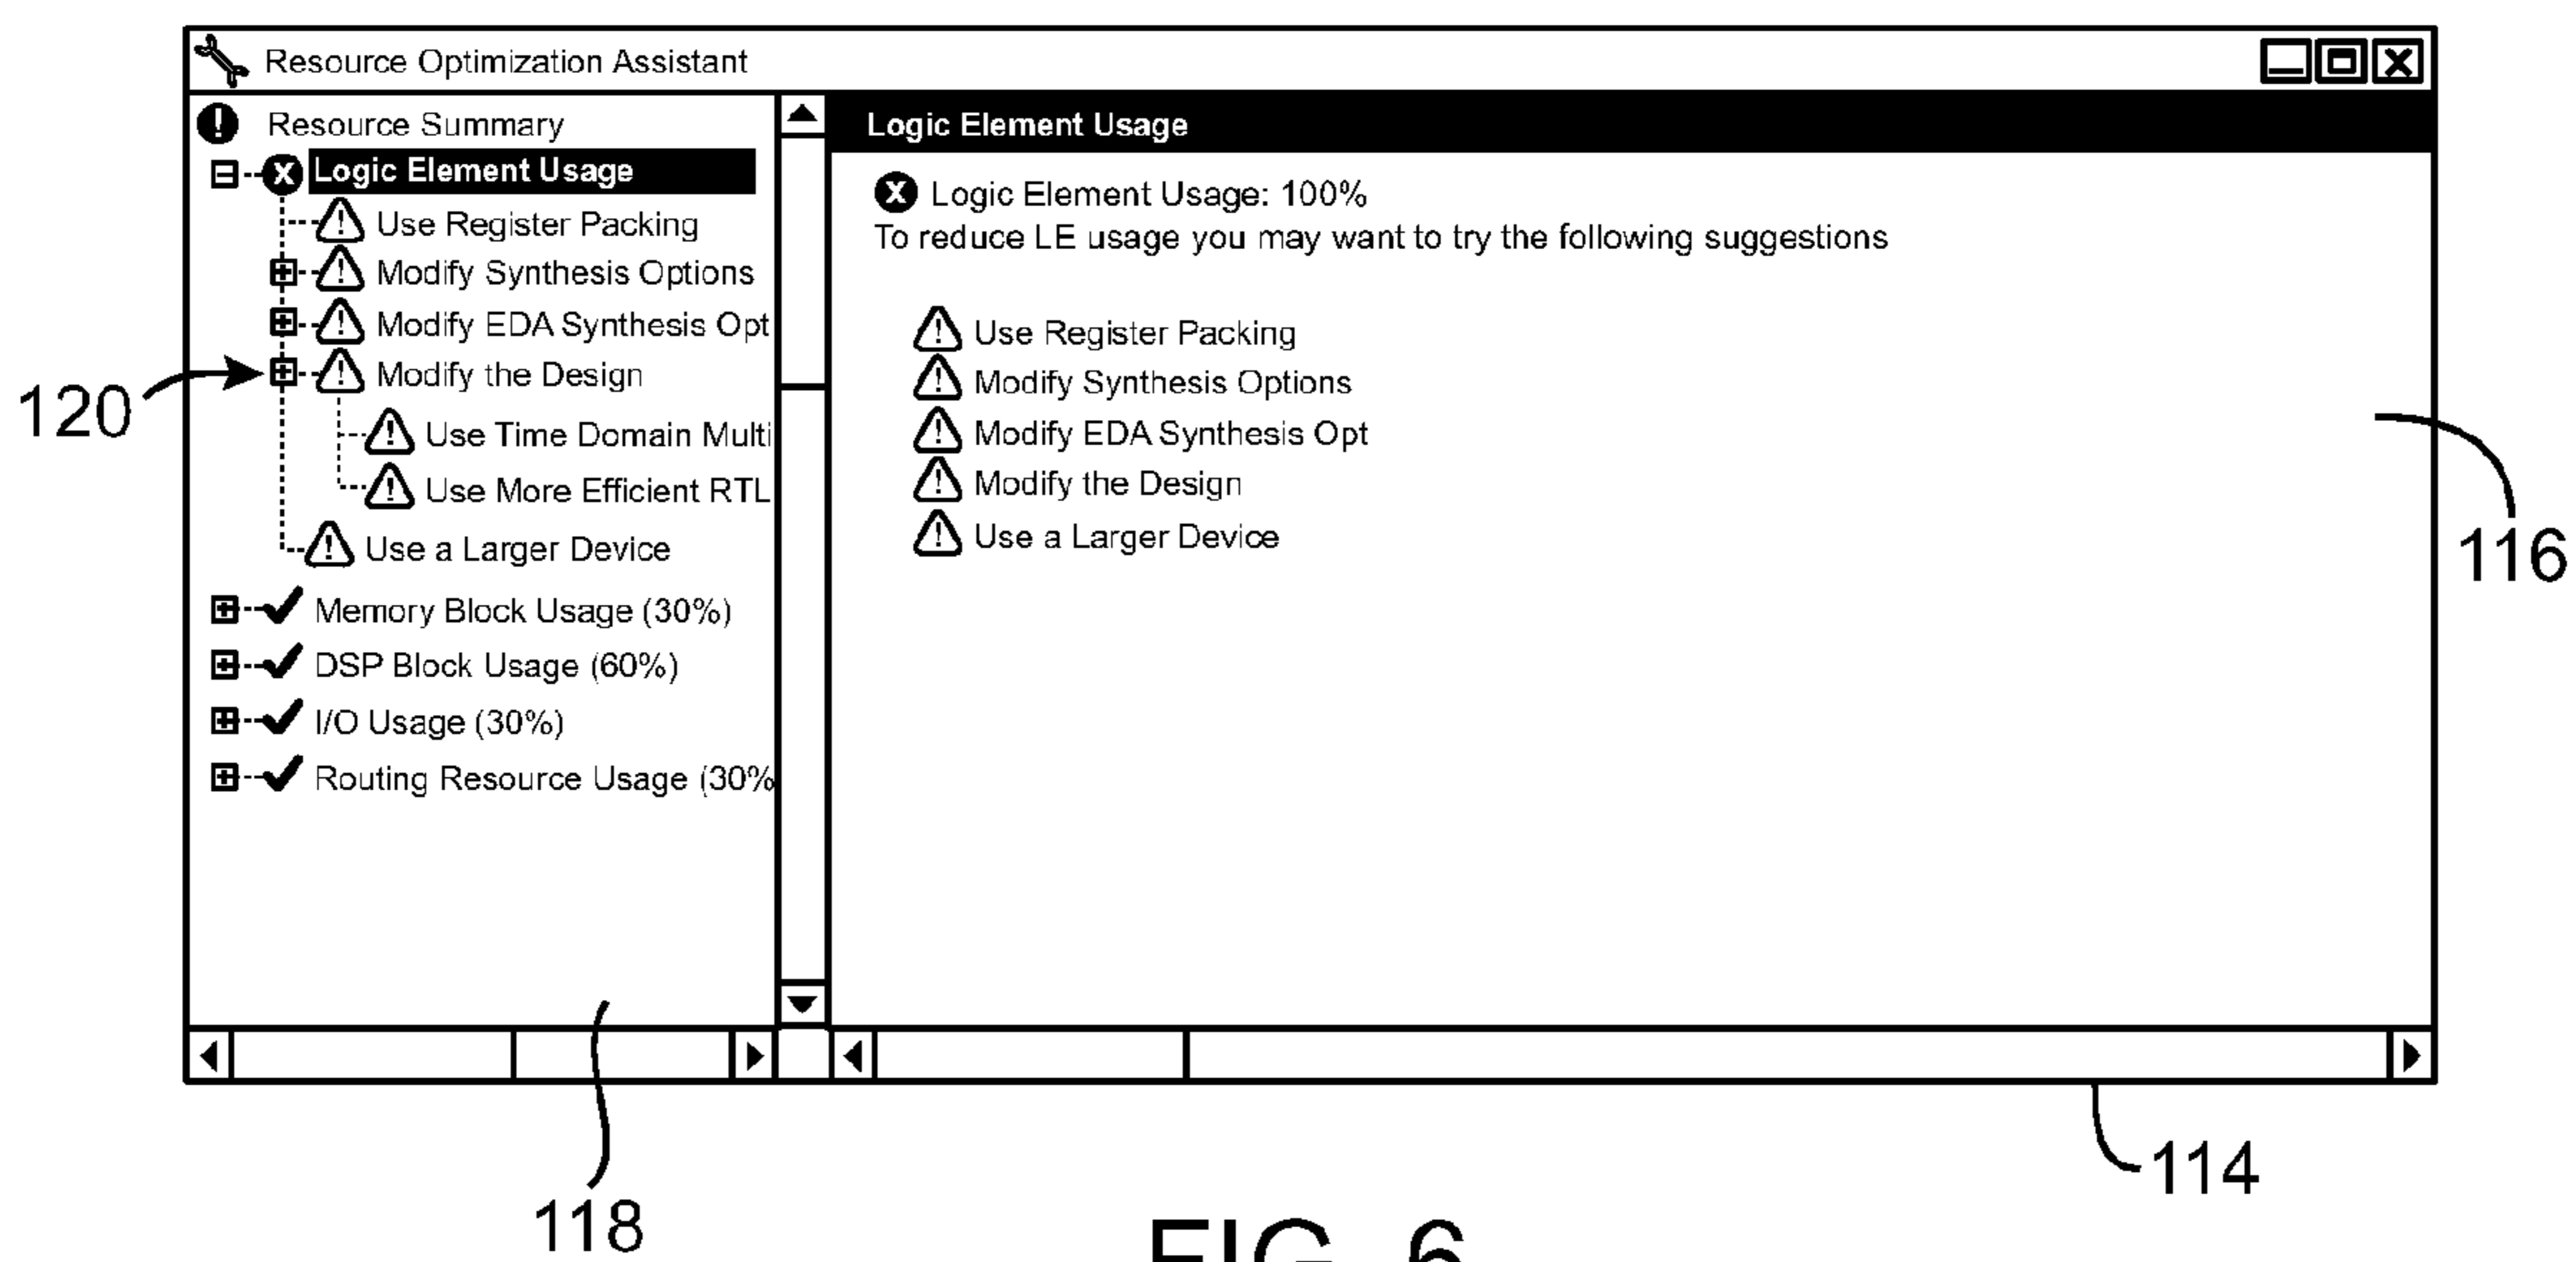 Resource Optimization Assistant
Resource Summary
Logic Element Usage
Use Register Packing
Modify Synthesis Options
Modify EDA Synthesis Opt
Modify the Design
Use Time Domain Multi
Use More Efficient RTL
Use a Larger Device
Memory Block Usage (30%)
DSP Block Usage (60%)
I/O Usage (30%)
Routing Resource Usage (30%
Logic Element Usage
Logic Element Usage: 100%
To reduce LE usage you may want to try the following suggestions
Use Register Packing
Modify Synthesis Options
Modify EDA Synthesis Opt
Modify the Design
Use a Larger Device
120
116
118
114
FIG. 6